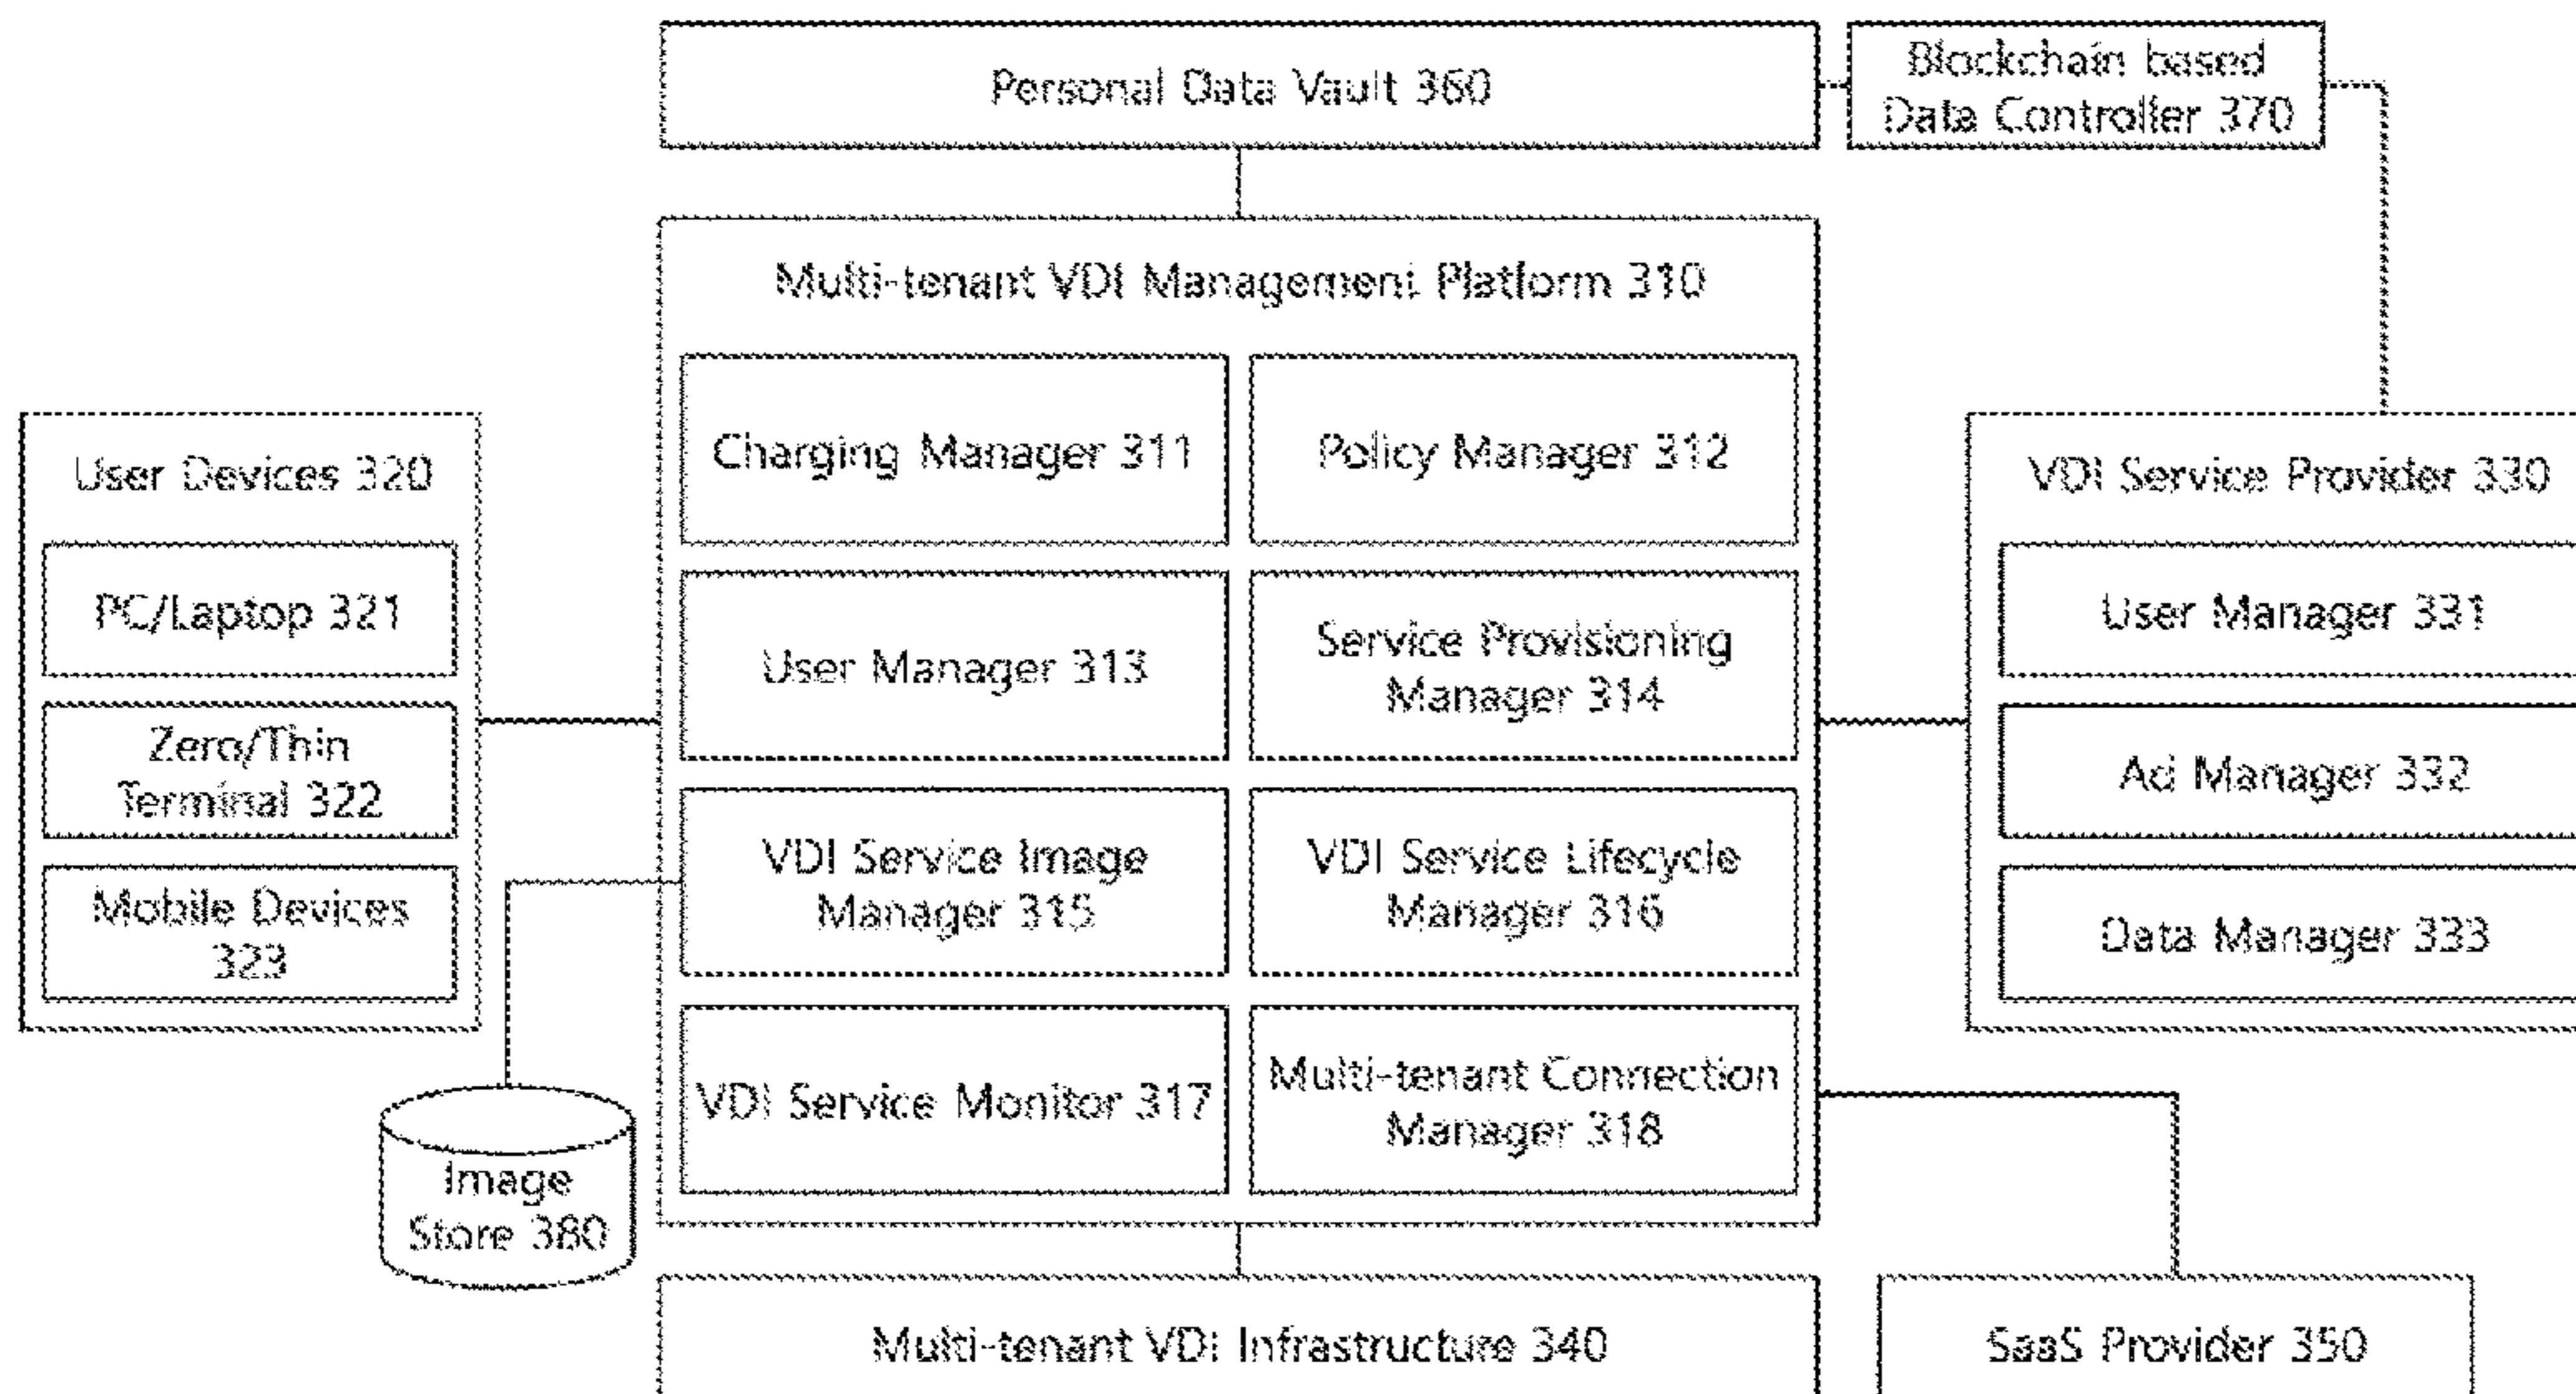 Personal Data Vault 360
Blockchain based
Data Controller 370
Multi-tenant VDI Management Platform 310
Charging Manager 311
Policy Manager 312
User Manager 313
Service Provisioning
Manager 314
VDI Service Image
Manager 315
VDI Service Lifecycle
Manager 316
VDI Service Monitor 317
Multi-tenant Connection
Manager 318
User Devices 320
PC/Laptop 321
Zero/Thin
Terminal 322
Mobile Devices
323
VDI Service Provider 330
User Manager 331
Ad Manager 332
Data Manager 333
Image
Store 380
Multi-tenant VDI Infrastructure 340
SaaS Provider 350